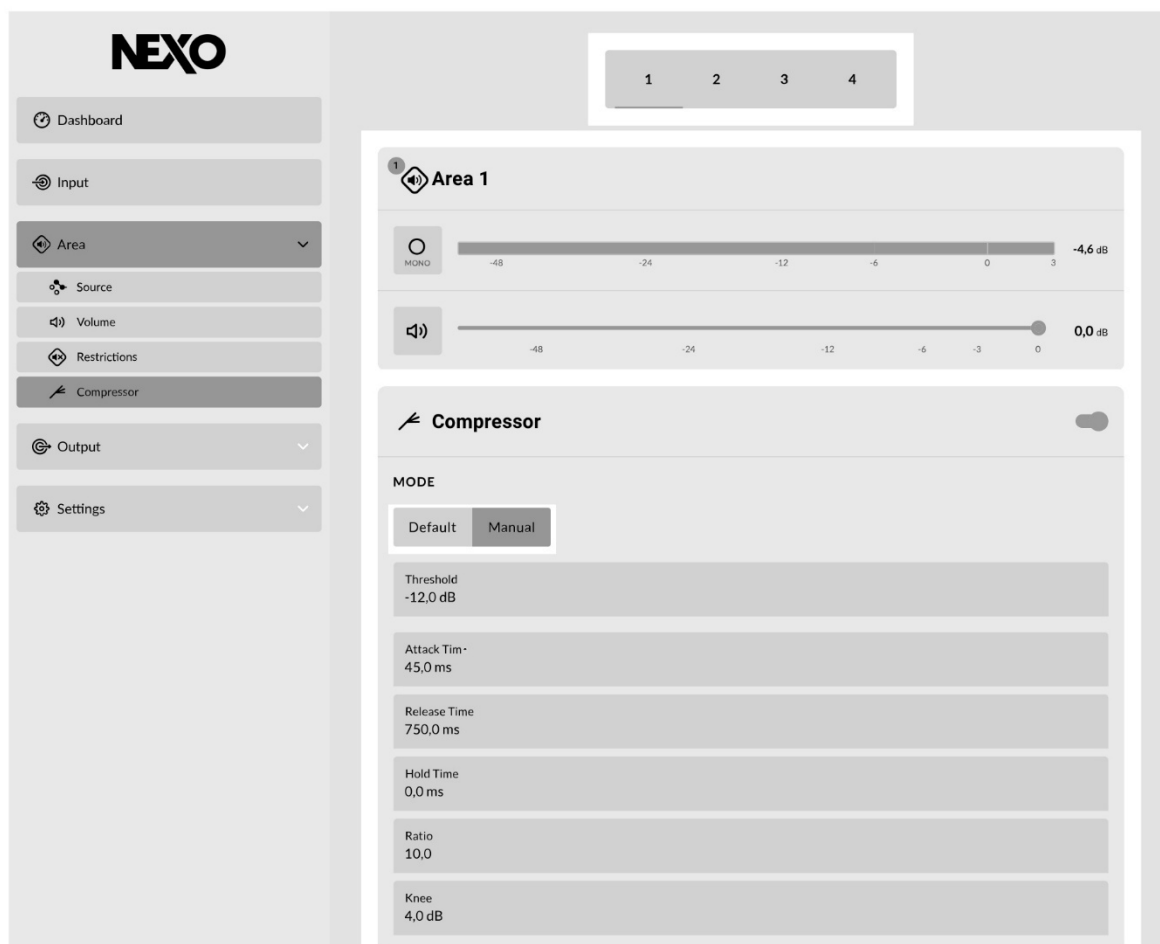 NEXO
Dashboard
Input
Area
Source
Volume
Restrictions
Compressor
Output
Settings
1 2 3 4
1
Area 1
MONO
-48 -24 -12 -6 0 3
-4,6 dB
-48 -24 -12 -6 -3 0
0,0 dB
Compressor
MODE
Default Manual
Threshold
-12,0 dB
Attack Tim
45,0 ms
Release Time
750,0 ms
Hold Time
0,0 ms
Ratio
10,0
Knee
4,0 dB